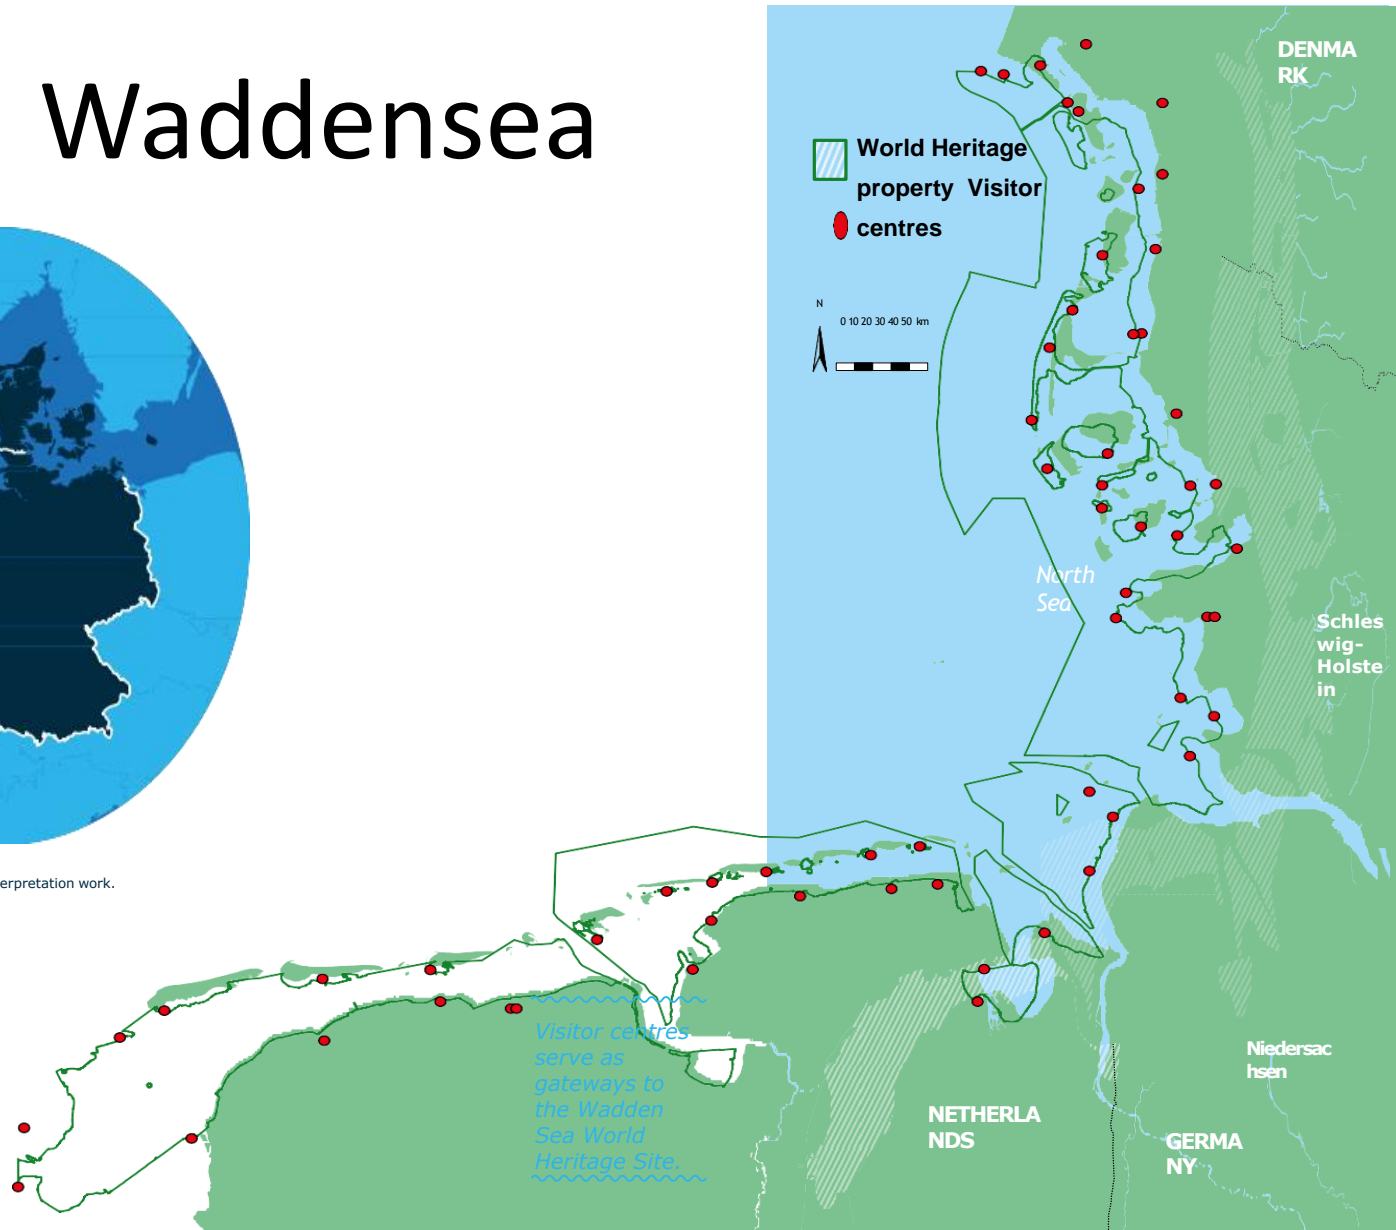 Waddensea
DENMA
RK
World Heritage
property Visitor
centres
N
0 10 20 30 40 50 km
North
Sea
Schles
wig-
Holste
in
erpretation work.
Visitor centres
serve as
gateways to
the Wadden
Sea World
Heritage Site.
Niedersac
hsen
NETHERLA
NDS
GERMA
NY